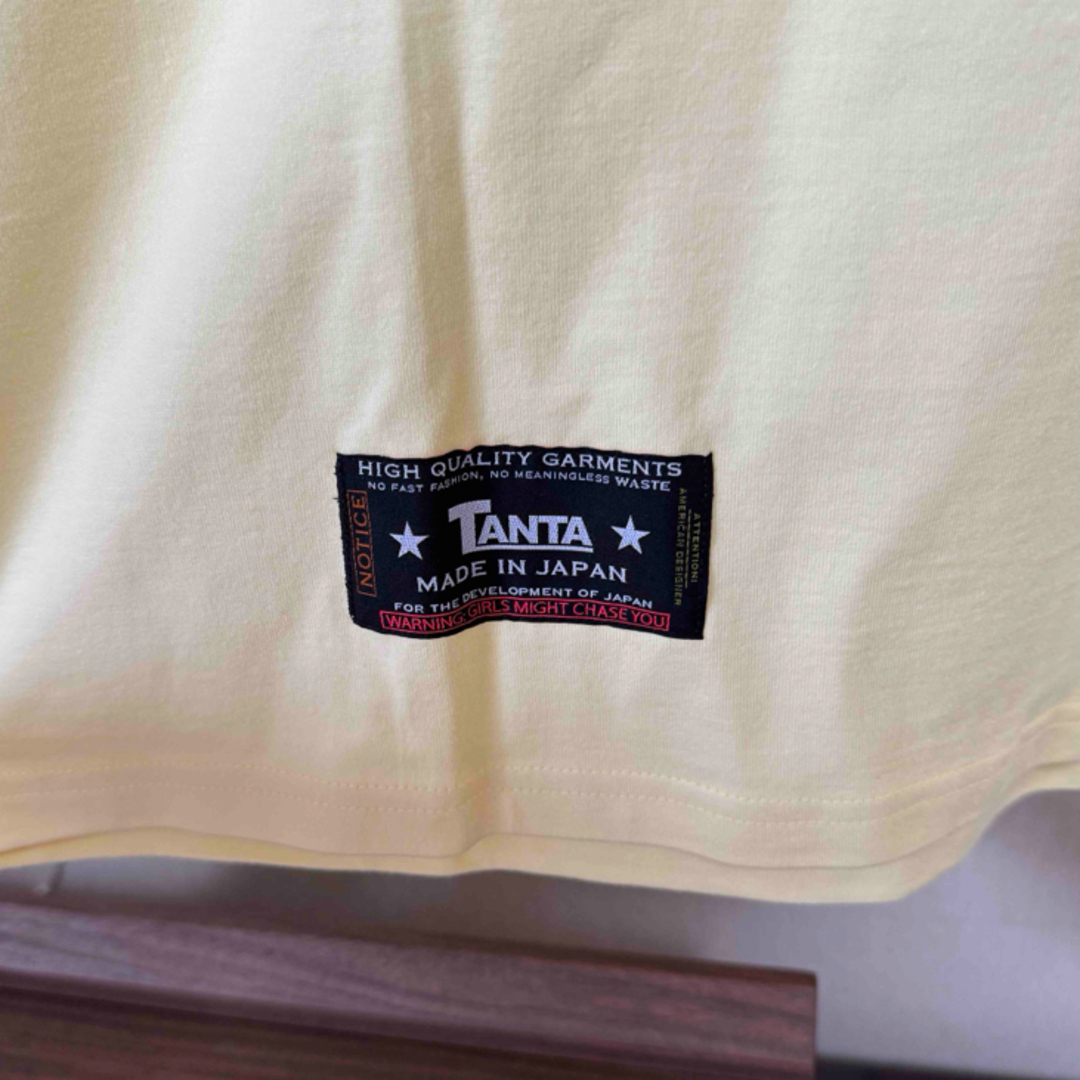 HIGH QUALITY GARMENTS
NO FAST FASHION, NO MEANINGLESS WASTE
NOTICE
TANTA
MADE IN JAPAN
FOR THE DEVELOPMENT OF JAPAN
WARNING: GIRLS MIGHT CHASE YOU
ATTENTION!
AMERICAN DESIGNER